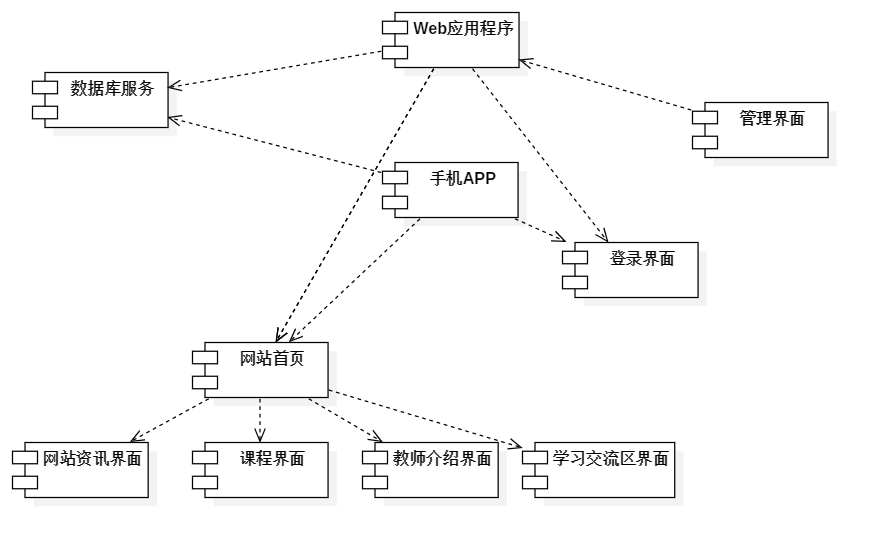 Web应用程序
数据库服务
管理界面
手机APP
登录界面
网站首页
网站资讯界面
课程界面
教师介绍界面
学习交流区界面